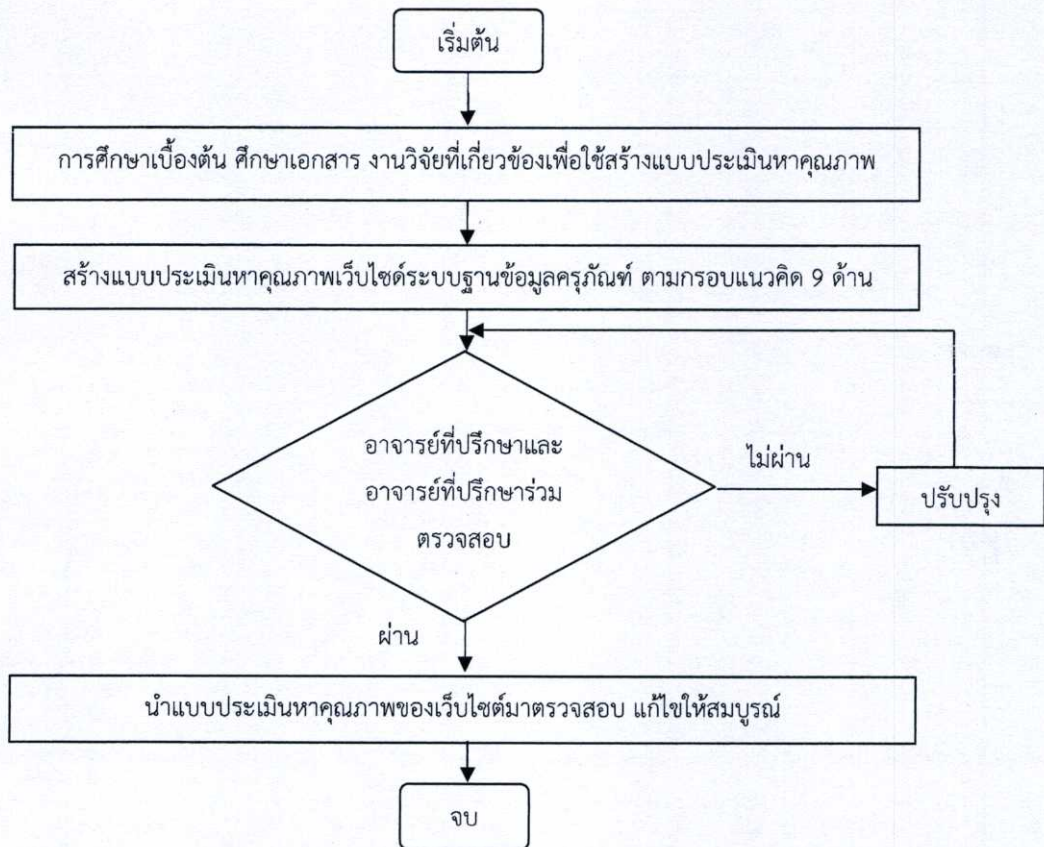 เริ่มต้น
การศึกษาเบื้องต้น ศึกษาเอกสาร งานวิจัยที่เกี่ยวข้องเพื่อใช้สร้างแบบประเมินหาคุณภาพ
สร้างแบบประเมินหาคุณภาพเว็บไซด์ระบบฐานข้อมูลครุภัณฑ์ ตามกรอบแนวคิด 9 ด้าน
อาจารย์ที่ปรึกษาและ
อาจารย์ที่ปรึกษาร่วม
ตรวจสอบ
ไม่ผ่าน
ปรับปรุง
ผ่าน
นำแบบประเมินหาคุณภาพของเว็บไซต์มาตรวจสอบ แก้ไขให้สมบูรณ์
จบ